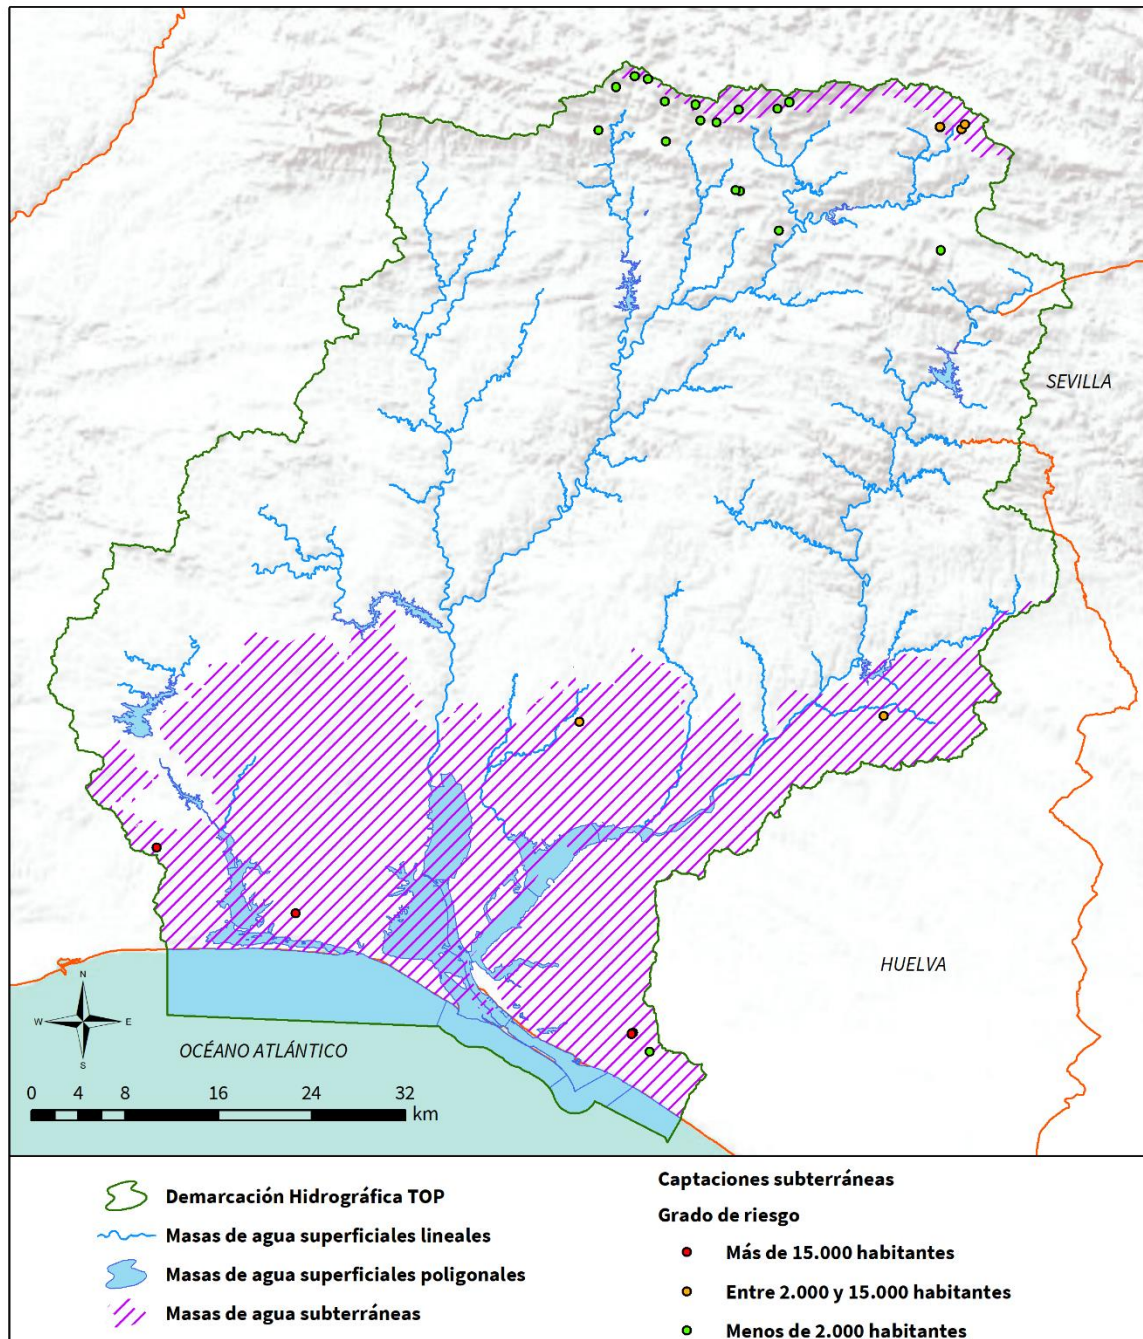 SEVILLA
HUELVA
N
W E
S
OCÉANO ATLÁNTICO
0 4 8 16 24 32
km
Demarcación Hidrográfica TOP
Masas de agua superficiales lineales
Masas de agua superficiales poligonales
Masas de agua subterráneas
Captaciones subterráneas
Grado de riesgo
Más de 15.000 habitantes
Entre 2.000 y 15.000 habitantes
Menos de 2.000 habitantes